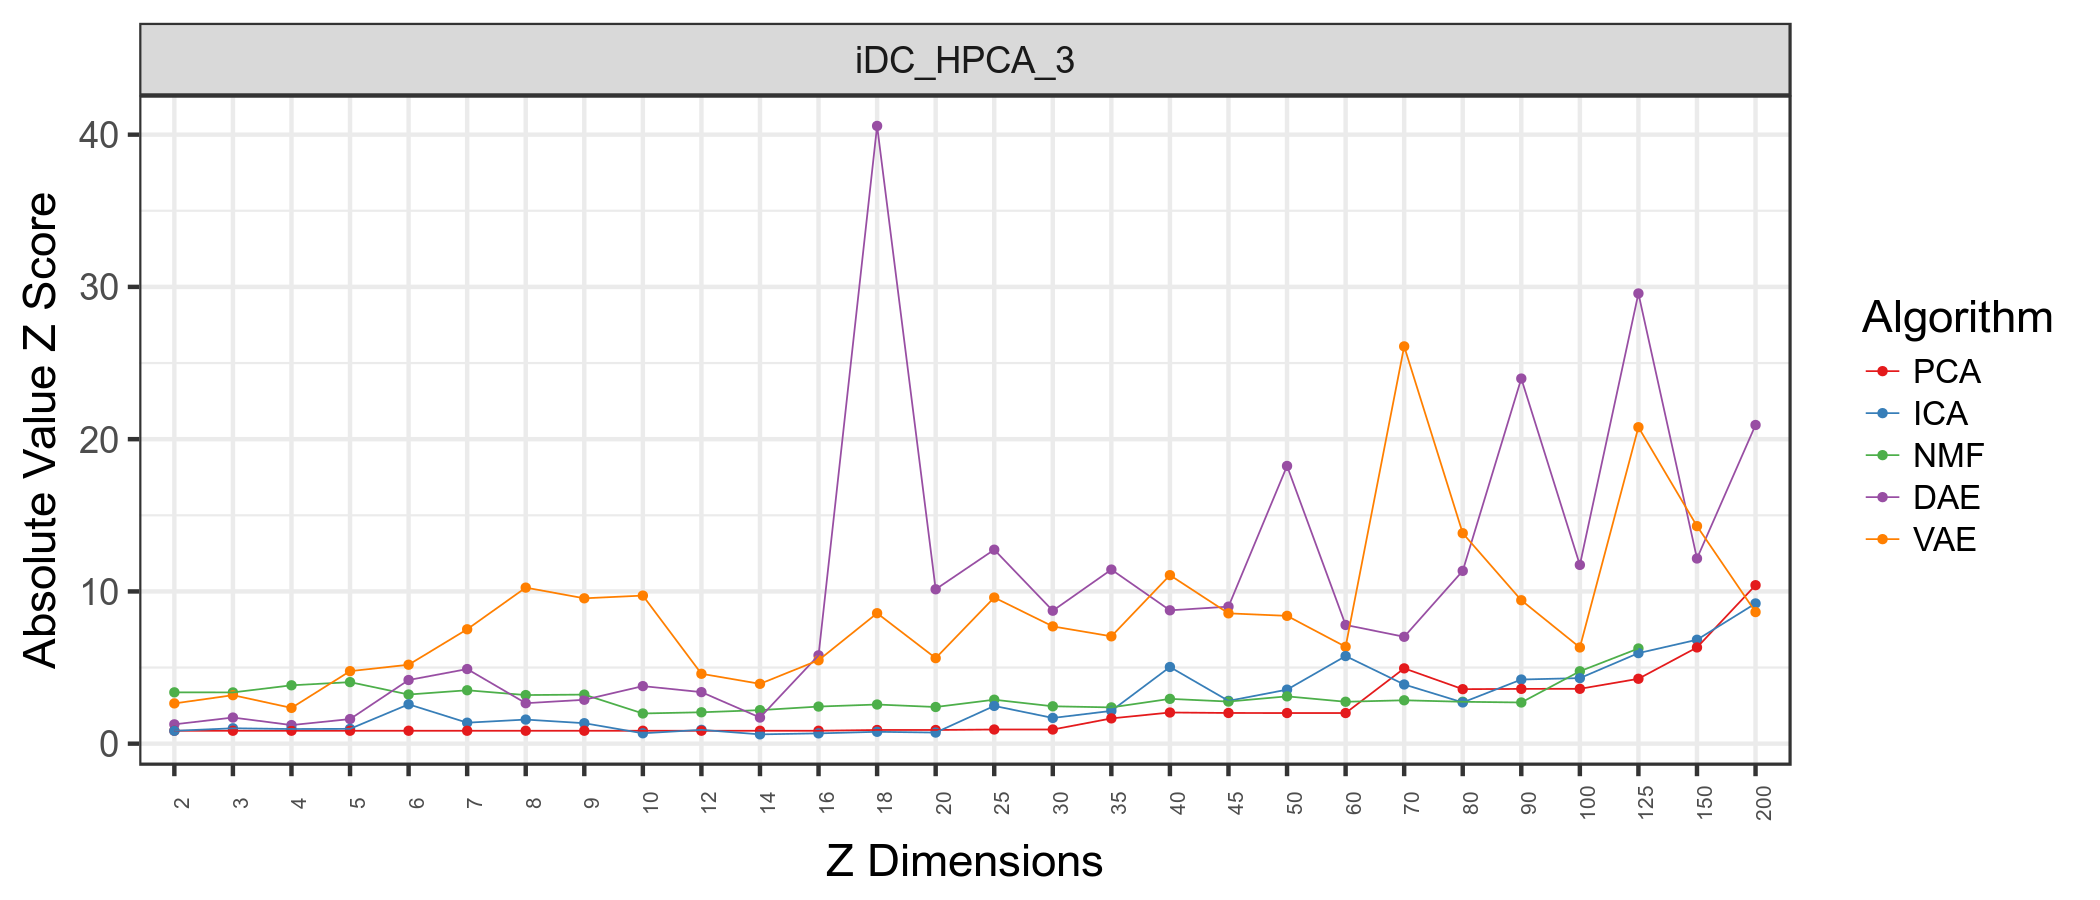 iDC_HPCA_3
Absolute Value Z Score
40
30
20
10
0
2 3 4 5 6 7 8 9 10 12 14 16 18 20 25 30 35 40 45 50 60 70 80 90 100 125 150 200
Z Dimensions
Algorithm
PCA
ICA
NMF
DAE
VAE